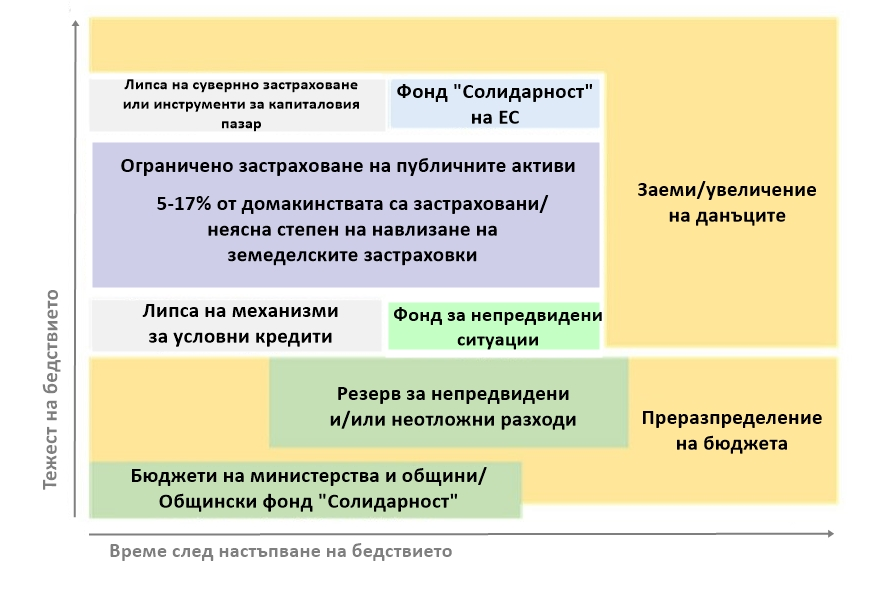 Липса на суверно застраховане
или инструменти за капиталовия
пазар
Фонд "Солидарност"
на ЕС
Ограничено застраховане на публичните активи
5-17% от домакинствата са застраховани/
неясна степен на навлизане на
земеделските застраховки
Заеми/увеличение
на данъците
Липса на механизми
за условни кредити
Фонд за непредвидени
ситуации
Резерв за непредвидени
и/или неотложни разходи
Преразпределение
на бюджета
Бюджети на министерства и общини/
Общински фонд "Солидарност"
Тежест на бедствието
Време след настъпване на бедствието